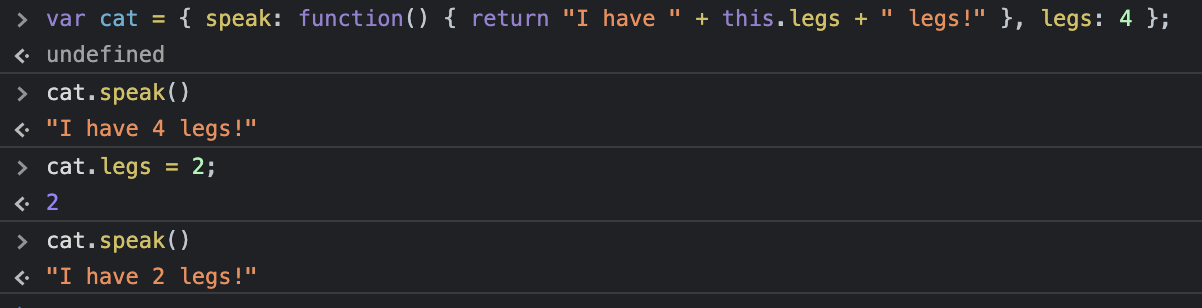 > var cat = { speak: function() { return "I have " + this.legs + " legs!" }, legs: 4 };
< undefined
> cat.speak()
< "I have 4 legs!"
> cat.legs = 2;
< 2
> cat.speak()
< "I have 2 legs!"